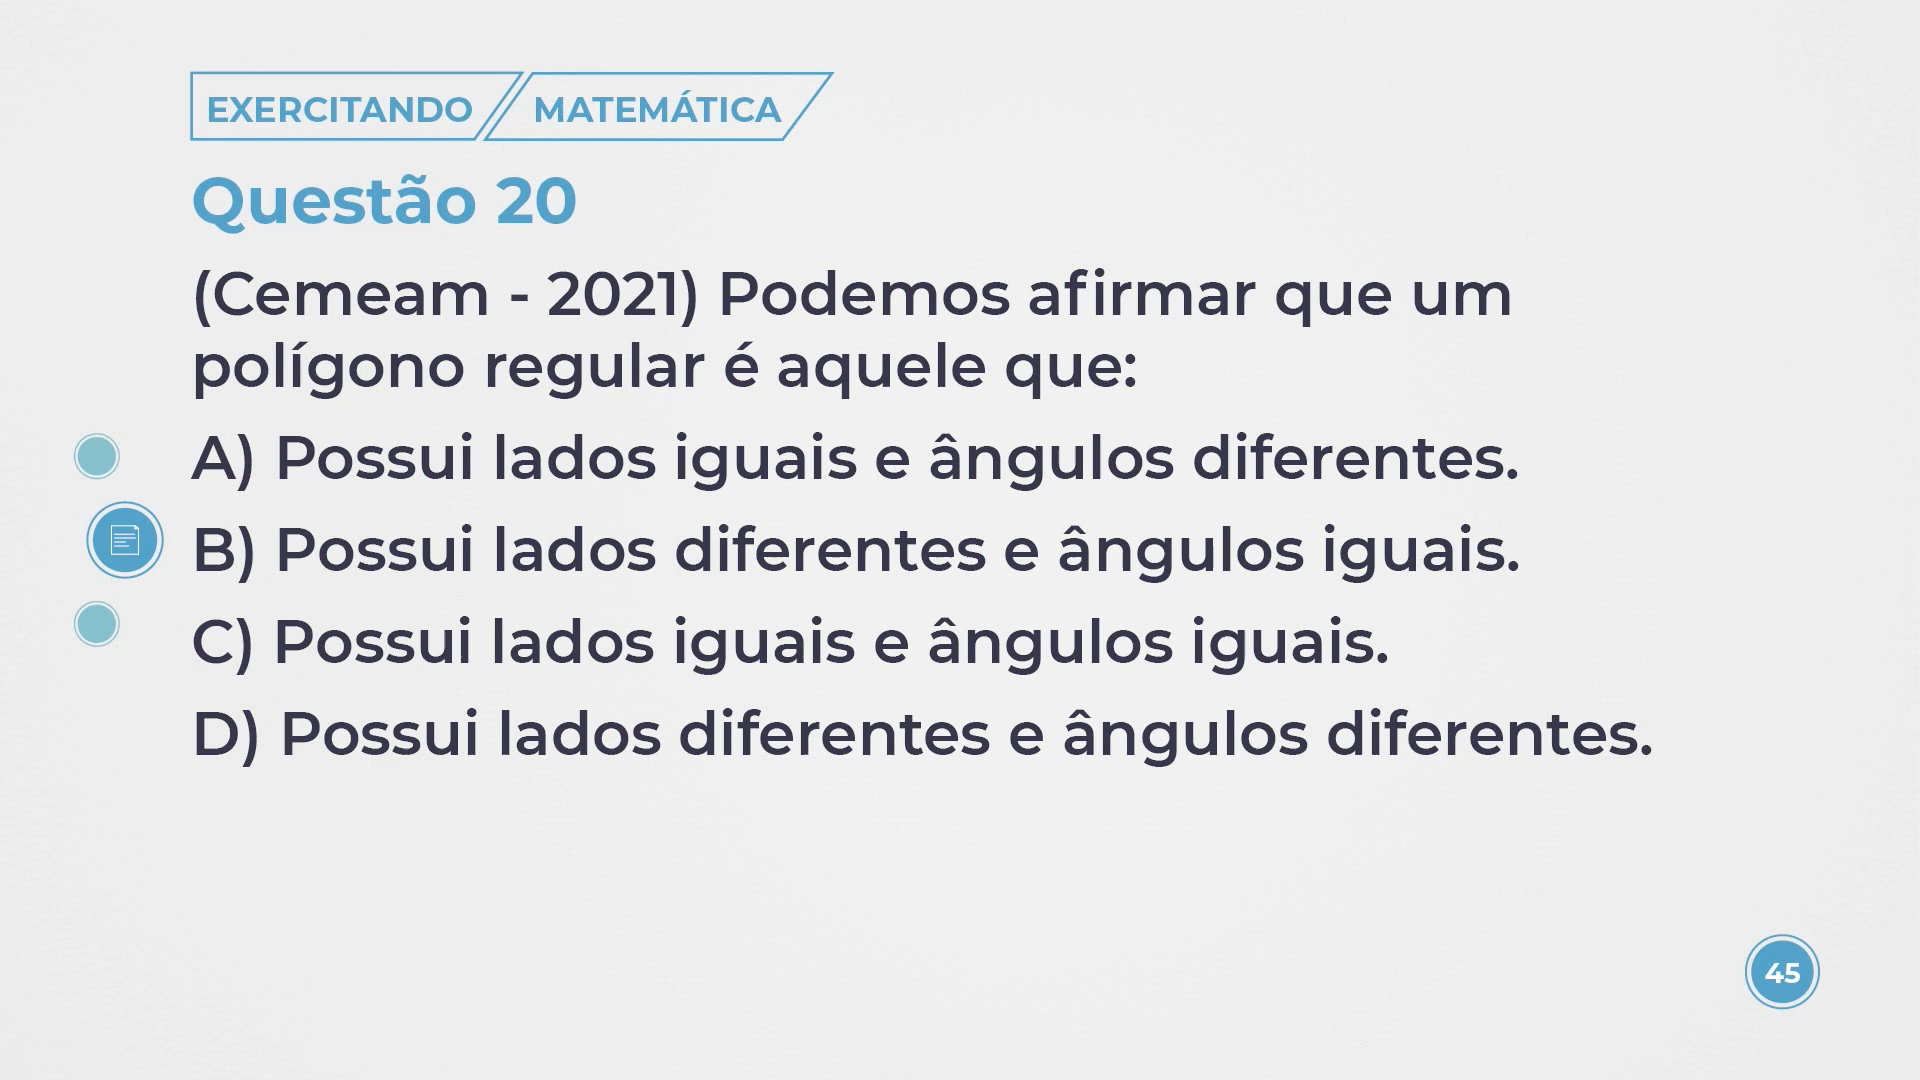 EXERCITANDO MATEMÁTICA
Questão 20
(Cemeam - 2021) Podemos afirmar que um
polígono regular é aquele que:
A) Possui lados iguais e ângulos diferentes.
B) Possui lados diferentes e ângulos iguais.
C) Possui lados iguais e ângulos iguais.
D) Possui lados diferentes e ângulos diferentes.
45